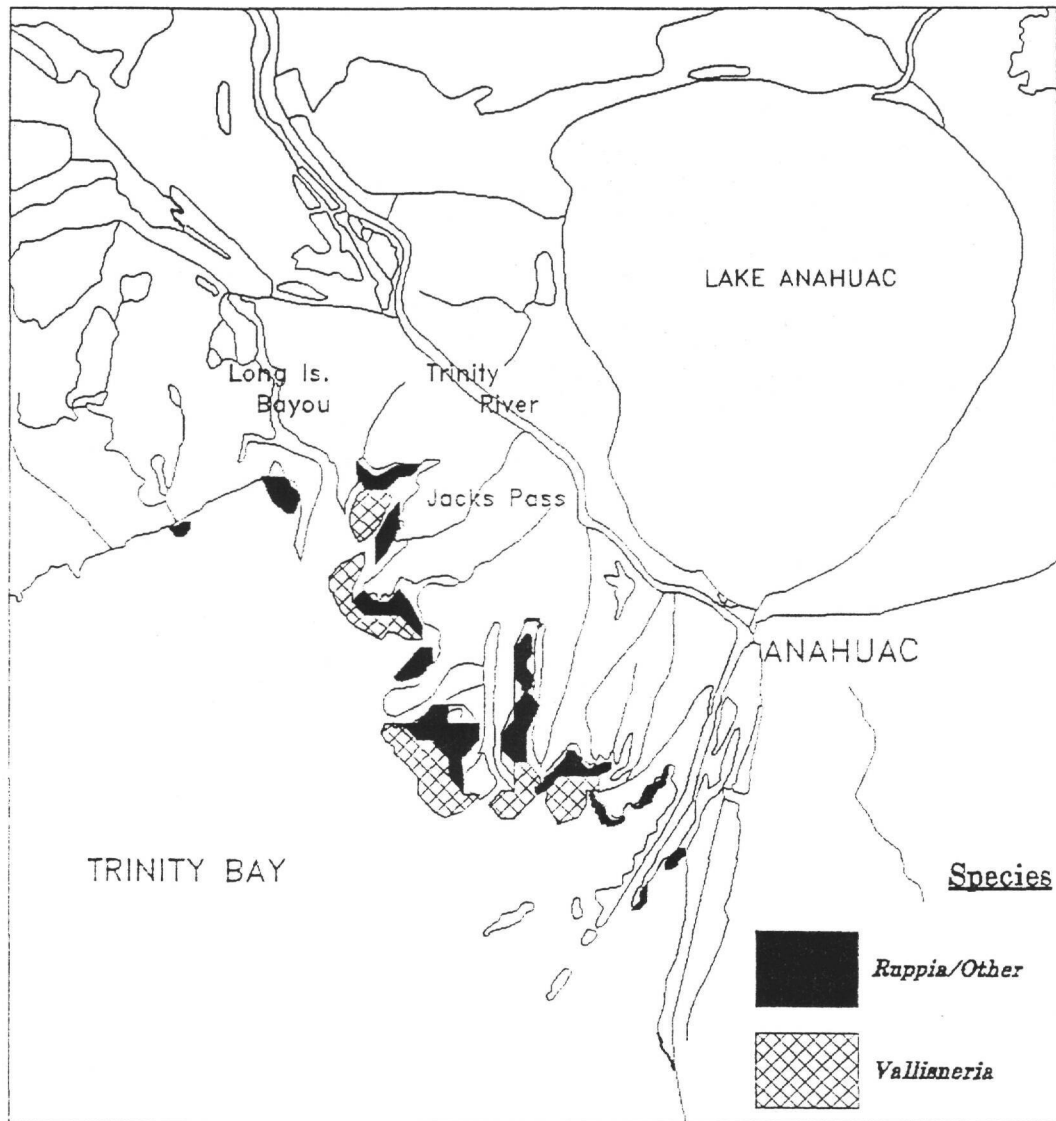 LAKE ANAHUAC
Long Is.
Bayou
Trinity
River
Jacks Pass
ANAHUAC
TRINITY BAY
Species
Ruppia/Other
Vallisneria